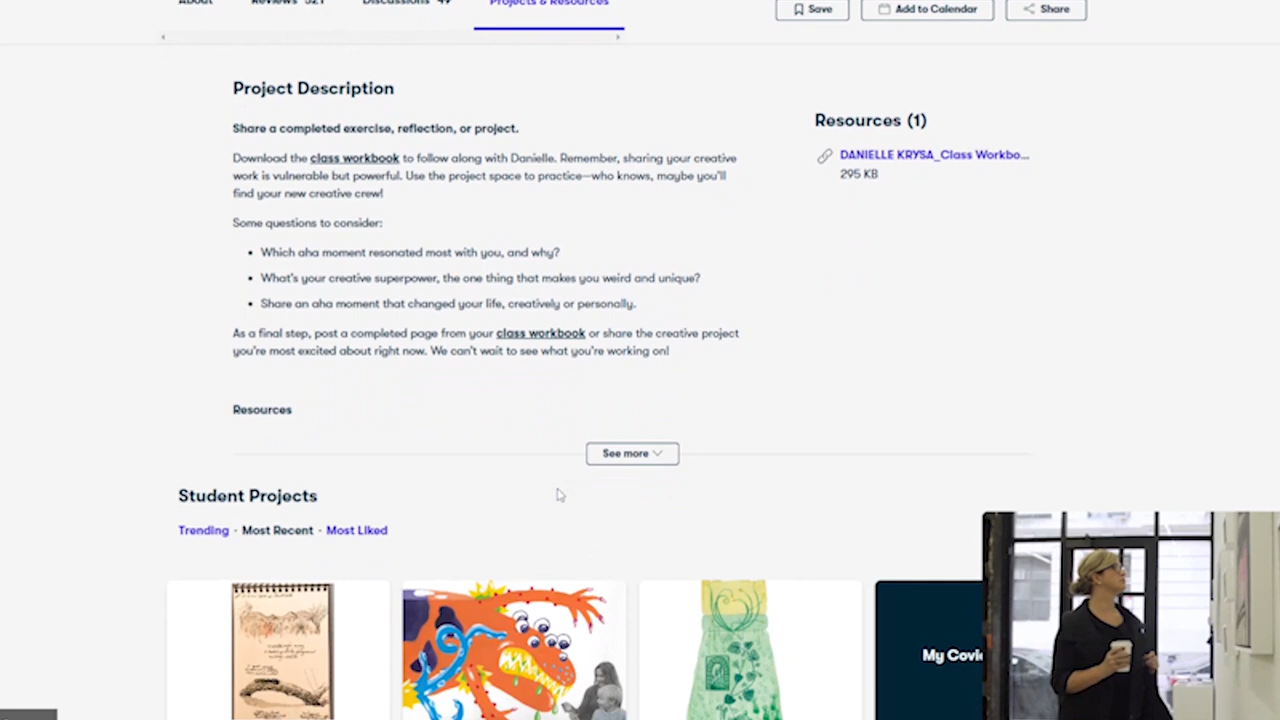 About Reviews 321 Discussions 49 Projects & Resources
Save Add to Calendar Share
Project Description
Share a completed exercise, reflection, or project.
Download the class workbook to follow along with Danielle. Remember, sharing your creative
work is vulnerable but powerful. Use the project space to practice—who knows, maybe you'll
find your new creative crew!
Some questions to consider:
• Which aha moment resonated most with you, and why?
• What's your creative superpower, the one thing that makes you weird and unique?
• Share an aha moment that changed your life, creatively or personally.
As a final step, post a completed page from your class workbook or share the creative project
you're most excited about right now. We can't wait to see what you're working on!
Resources
See more
Resources (1)
DANIELLE KRYSA_Class Workbo...
295 KB
Student Projects
Trending · Most Recent · Most Liked
My Covi